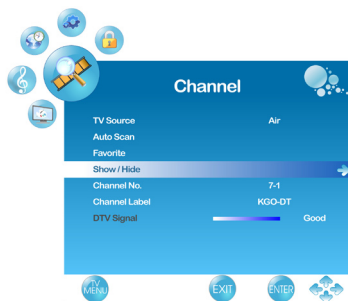 Channel
TV Source Air
Auto Scan
Favorite
Show / Hide
Channel No. 7-1
Channel Label KGO-DT
DTV Signal Good
TV
MENU
EXIT
ENTER